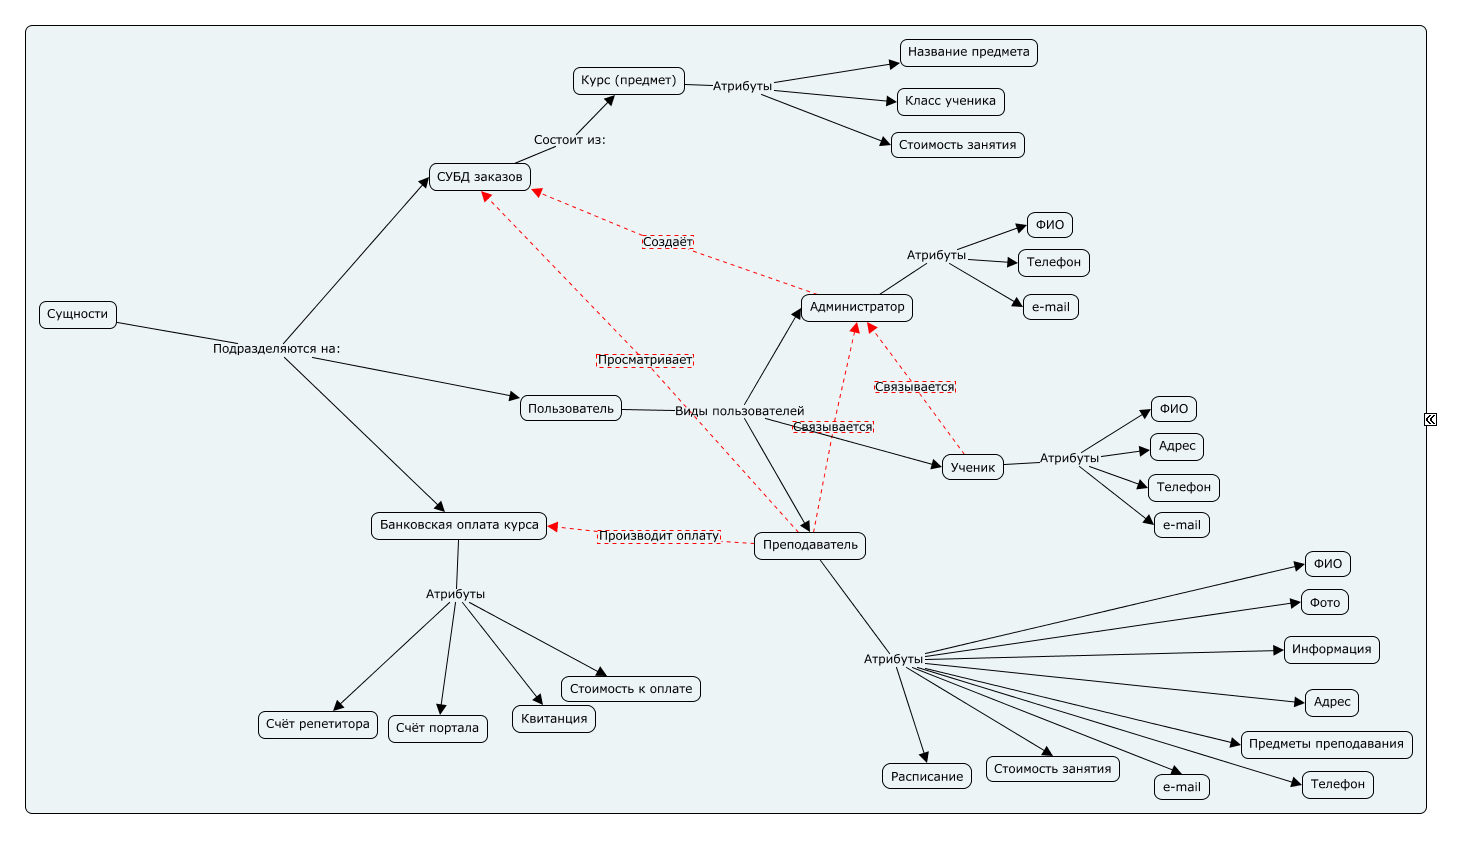 Название предмета
Курс (предмет)
Атрибуты
Класс ученика
Состоит из:
Стоимость занятия
СУБД заказов
ФИО
Создаёт
Атрибуты
Телефон
Сущности
Администратор
e-mail
Подразделяются на:
Просматривает
Связывается
Пользователь
Виды пользователей
ФИО
Связывается
Адрес
Ученик
Атрибуты
Телефон
Банковская оплата курса
e-mail
Производит оплату
Преподаватель
ФИО
Атрибуты
Фото
Информация
Атрибуты
Стоимость к оплате
Адрес
Счёт репетитора
Счёт портала
Квитанция
Предметы преподавания
Расписание
Стоимость занятия
e-mail
Телефон